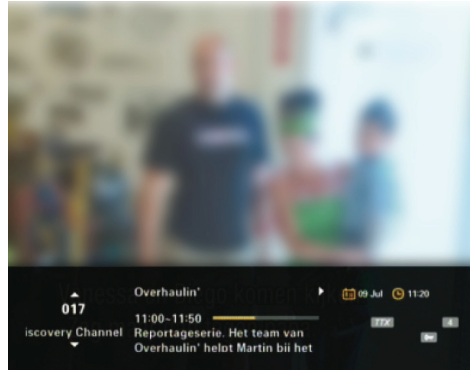 Overhaulin'
09 Jul
11:20
017
11:00~11:50
TTX
4
iscovery Channel
Reportageserie. Het team van
Overhaulin' helpt Martin bij het